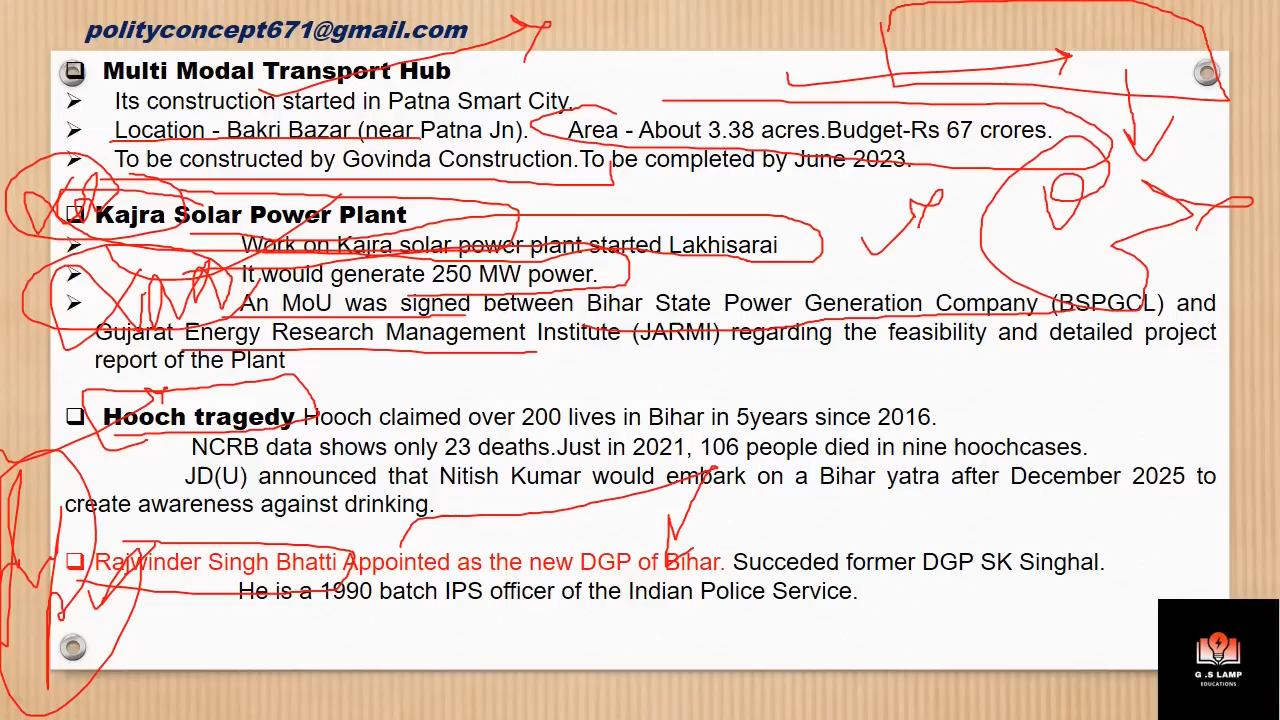 polityconcept671@gmail.com
Multi Modal Transport Hub
Its construction started in Patna Smart City.
Location - Bakri Bazar (near Patna Jn). Area - About 3.38 acres.Budget-Rs 67 crores.
To be constructed by Govinda Construction.To be completed by June 2023.
Kajra Solar Power Plant
Work on Kajra solar power plant started Lakhisarai
It would generate 250 MW power.
An MoU was signed between Bihar State Power Generation Company (BSPGCL) and
Gujarat Energy Research Management Institute (JARMI) regarding the feasibility and detailed project
report of the Plant
Hooch tragedy Hooch claimed over 200 lives in Bihar in 5years since 2016.
NCRB data shows only 23 deaths.Just in 2021, 106 people died in nine hoochcases.
JD(U) announced that Nitish Kumar would embark on a Bihar yatra after December 2025 to
create awareness against drinking.
Rajwinder Singh Bhatti Appointed as the new DGP of Bihar. Succeded former DGP SK Singhal.
He is a 1990 batch IPS officer of the Indian Police Service.
G .S LAMP
EDUCATIONS